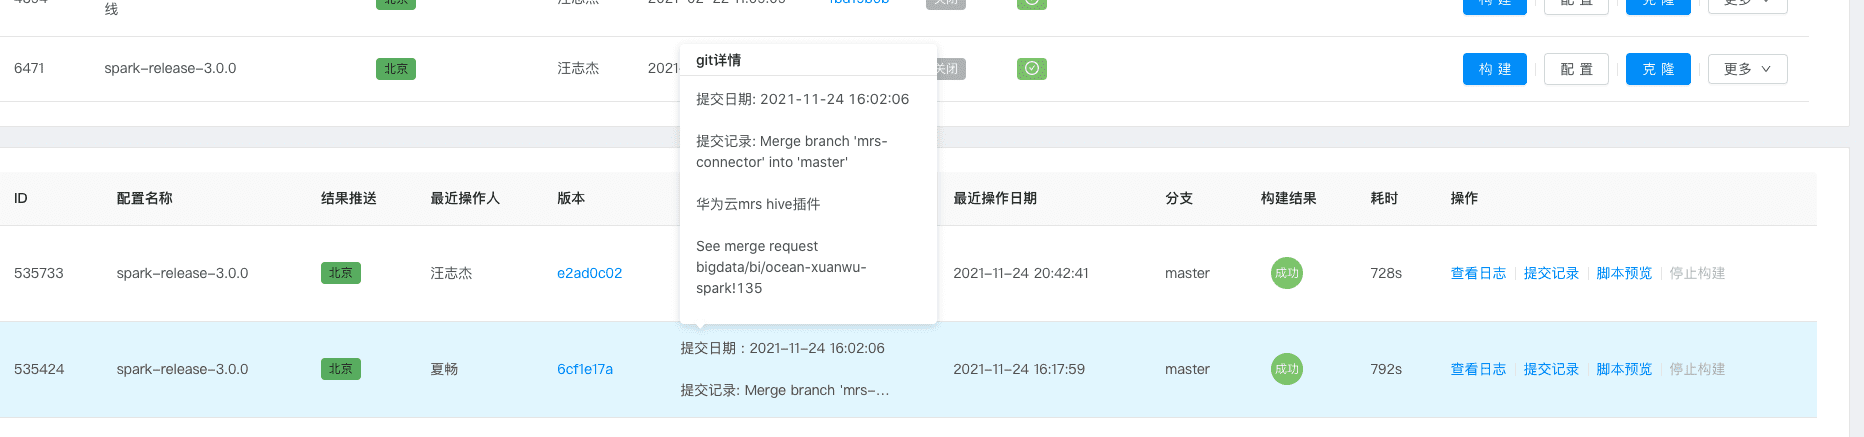 线
北京
6471 spark-release-3.0.0 北京 汪志杰 2021- 关闭 构 建 配 置 克 隆 更多
git详情
提交日期: 2021-11-24 16:02:06
提交记录: Merge branch 'mrs-
connector' into 'master'
华为云mrs hive插件
See merge request
bigdata/bi/ocean-xuanwu-
spark!135
ID 配置名称 结果推送 最近操作人 版本 最近操作日期 分支 构建结果 耗时 操作
535733 spark-release-3.0.0 北京 汪志杰 e2ad0c02 2021-11-24 20:42:41 master 成功 728s 查看日志 提交记录 脚本预览 停止构建
提交日期：2021-11-24 16:02:06
535424 spark-release-3.0.0 北京 夏畅 6cf1e17a 2021-11-24 16:17:59 master 成功 792s 查看日志 提交记录 脚本预览 停止构建
提交记录: Merge branch 'mrs-...